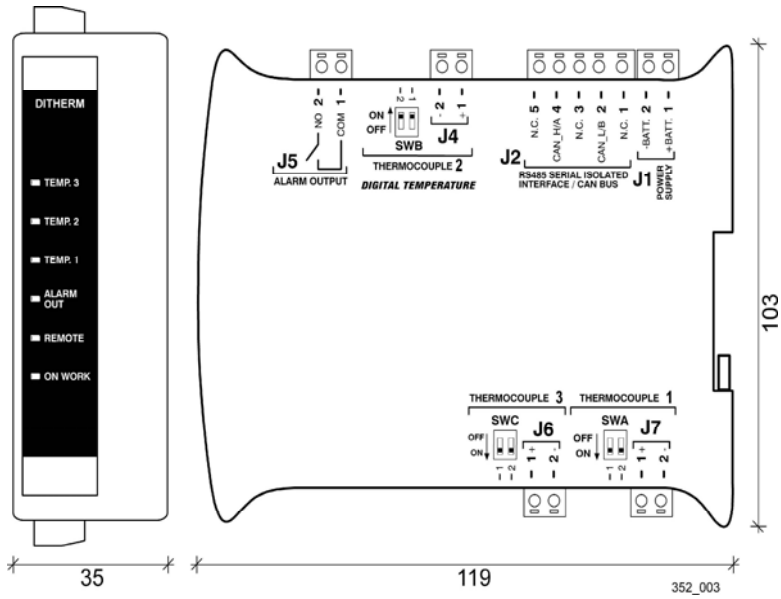 DITHERM
TEMP. 3
TEMP. 2
TEMP. 1
ALARM
OUT
REMOTE
ON WORK
35
NO 2
COM 1
J5
ALARM OUTPUT
2
1
ON
OFF
SWB
- 2
+ 1
J4
THERMOCOUPLE 2
DIGITAL TEMPERATURE
N.C. 5
CAN_H/A 4
N.C. 3
CAN_L/B 2
N.C. 1
J2
RS485 SERIAL ISOLATED
INTERFACE / CAN BUS
-BATT. 2
+BATT. 1
J1
POWER
SUPPLY
THERMOCOUPLE 3
SWC
OFF
ON
1
2
J6
1 +
2 -
THERMOCOUPLE 1
SWA
OFF
ON
1
2
J7
1 +
2 -
103
119
352_003